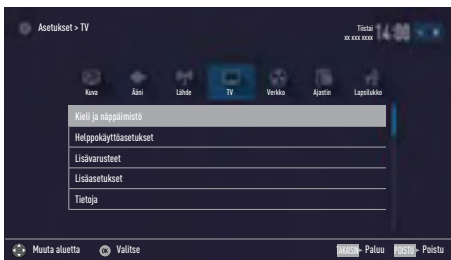 Asetukset > TV
Tiistai 14:00
xx xxx xxxx
Kuva Ääni Lähde TV Verkko Ajastin Lapsilukko
Kieli ja näppäimistö
Helppokäyttöasetukset
Lisävarusteet
Lisäasetukset
Tietoja
Muuta aluetta OK Valitse TAKAISIN Paluu POISTU Poistu